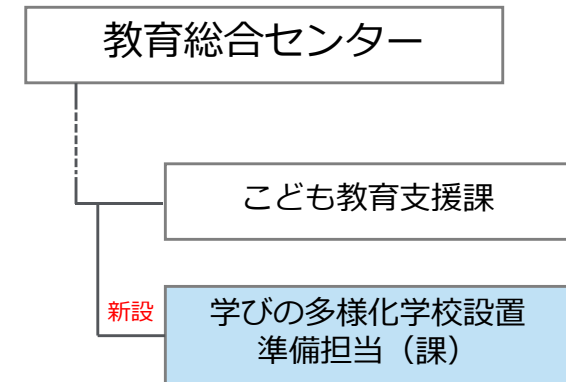 教育総合センター
こども教育支援課
新設
学びの多様化学校設置
準備担当（課）